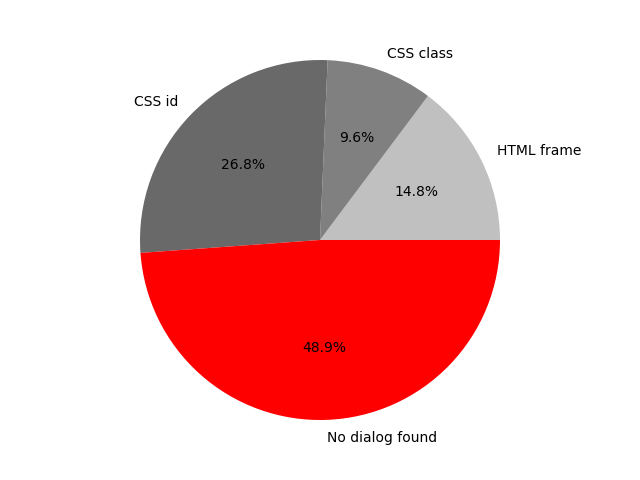 CSS class
CSS id
9.6%
HTML frame
26.8%
14.8%
48.9%
No dialog found